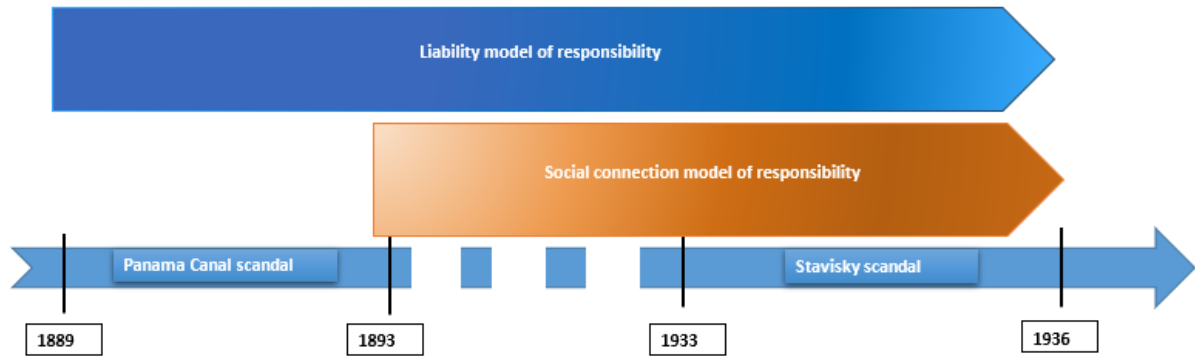 Liability model of responsibility
Social connection model of responsibility
Panama Canal scandal
Stavisky scandal
1889
1893
1933
1936